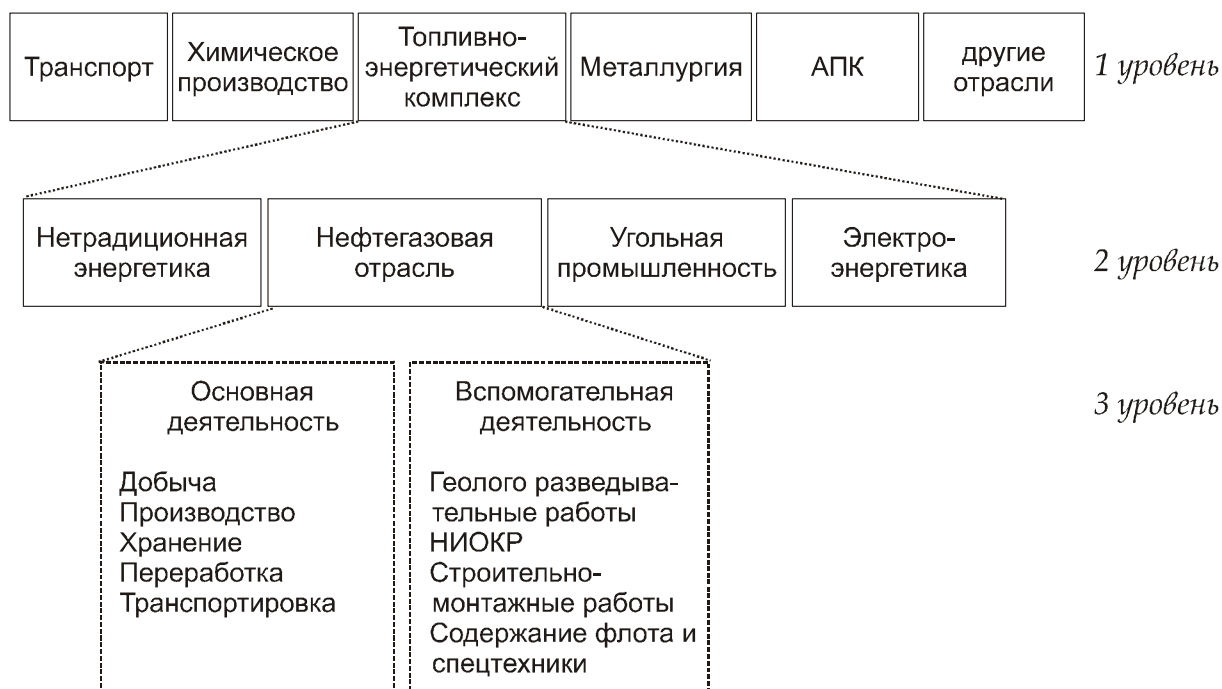 Транспорт
Химическое
производство
Топливно-
энергетический
комплекс
Металлургия
АПК
другие
отрасли
1 уровень
Нетрадиционная
энергетика
Нефтегазовая
отрасль
Угольная
промышленность
Электро-
энергетика
2 уровень
Основная
деятельность
Добыча
Производство
Хранение
Переработка
Транспортировка
Вспомогательная
деятельность
Геолого разведыва-
тельные работы
НИОКР
Строительно-
монтажные работы
Содержание флота и
спецтехники
3 уровень